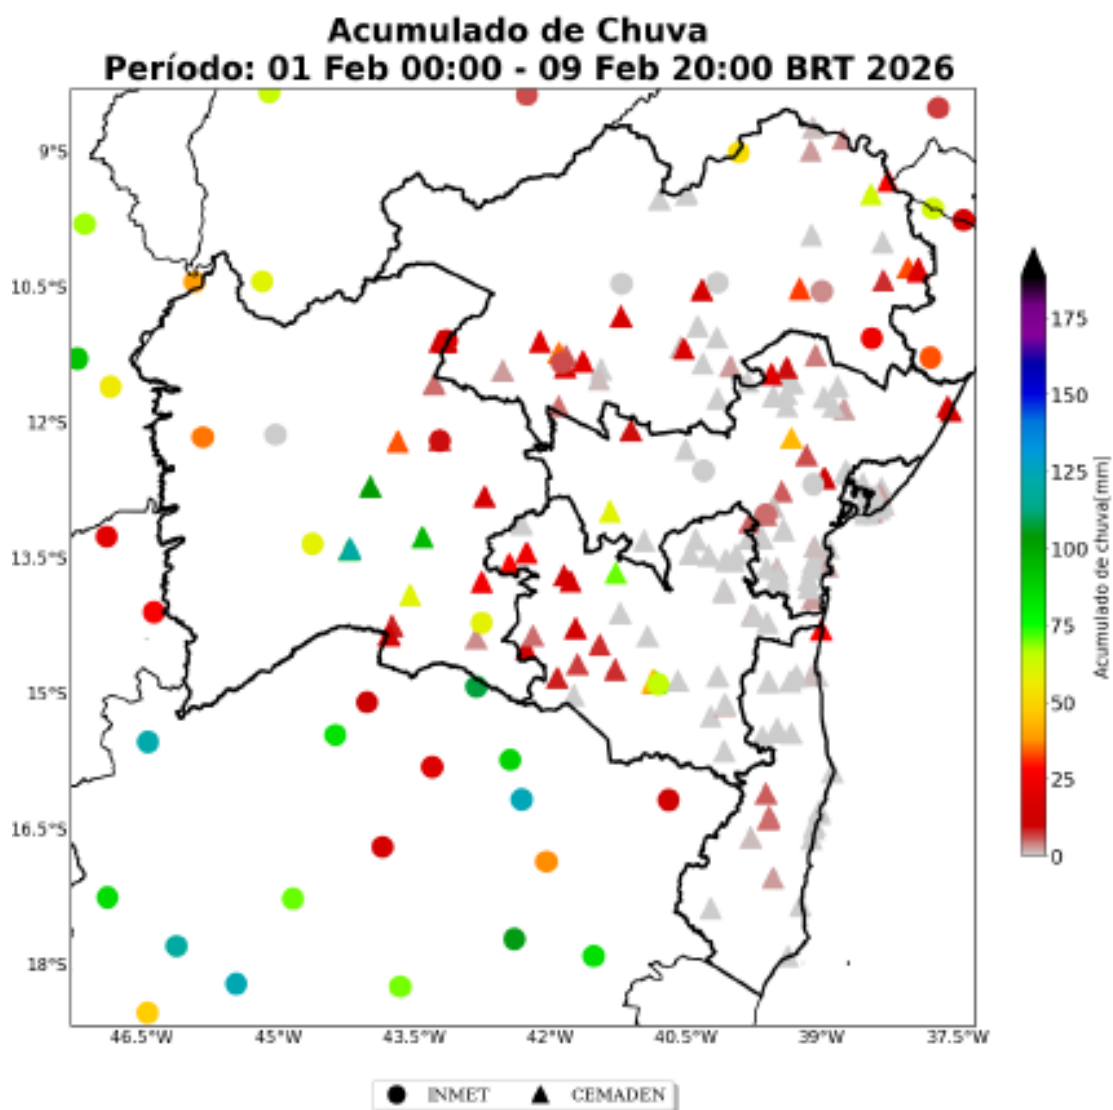 Acumulado de Chuva
Período: 01 Feb 00:00 - 09 Feb 20:00 BRT 2026
9°S
10.5°S
12°S
13.5°S
15°S
16.5°S
18°S
46.5°W 45°W 43.5°W 42°W 40.5°W 39°W 37.5°W
175
150
125
100
75
50
25
0
Acumulado de chuva[mm]
INMET CEMADEN